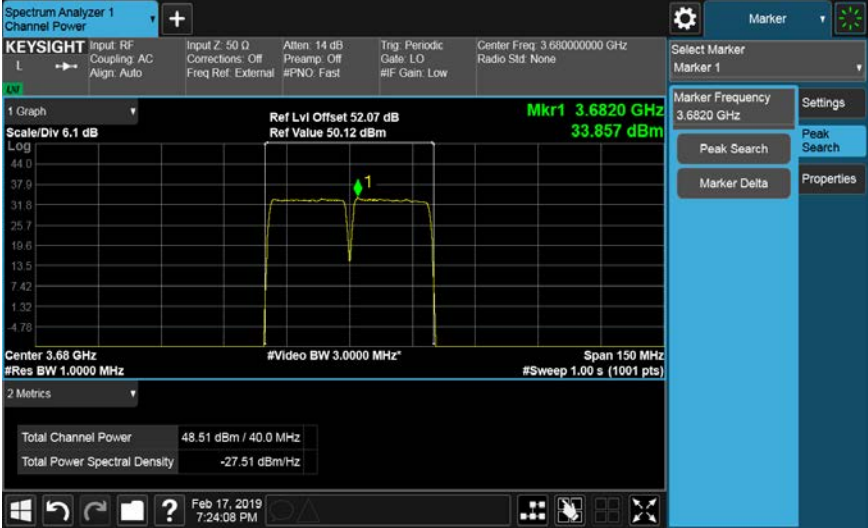 Spectrum Analyzer 1
Channel Power
+
Marker
KEYSIGHT
L
Input: RF
Coupling: AC
Align: Auto
Input Z: 50 Ω
Corrections: Off
Freq Ref: External
Atten: 14 dB
Preamp: Off
#PNO: Fast
Trig: Periodic
Gate: LO
#IF Gain: Low
Center Freq: 3.680000000 GHz
Radio Std: None
Select Marker
Marker 1
LXI
1 Graph
Scale/Div 6.1 dB
Ref Lvl Offset 52.07 dB
Ref Value 50.12 dBm
Mkr1 3.6820 GHz
33.857 dBm
Marker Frequency
3.6820 GHz
Settings
Peak Search
Peak
Search
Marker Delta
Properties
Log
44.0
37.9
31.8
25.7
19.6
13.5
7.42
1.32
-4.78
1
Center 3.68 GHz
#Res BW 1.0000 MHz
#Video BW 3.0000 MHz*
Span 150 MHz
#Sweep 1.00 s (1001 pts)
2 Metrics
Total Channel Power 48.51 dBm / 40.0 MHz
Total Power Spectral Density -27.51 dBm/Hz
?
Feb 17, 2019
7:24:08 PM